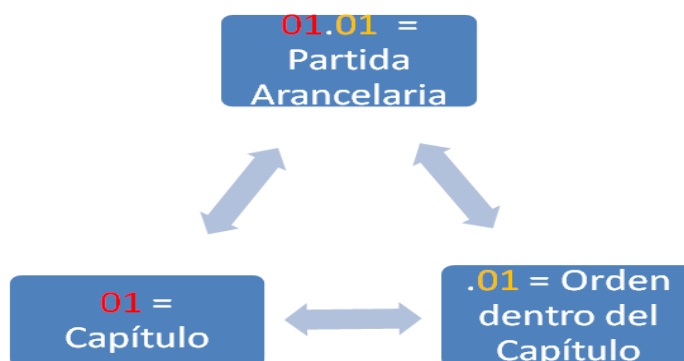 01.01 =
Partida
Arancelaria
01 =
Capítulo
.01 = Orden
dentro del
Capítulo